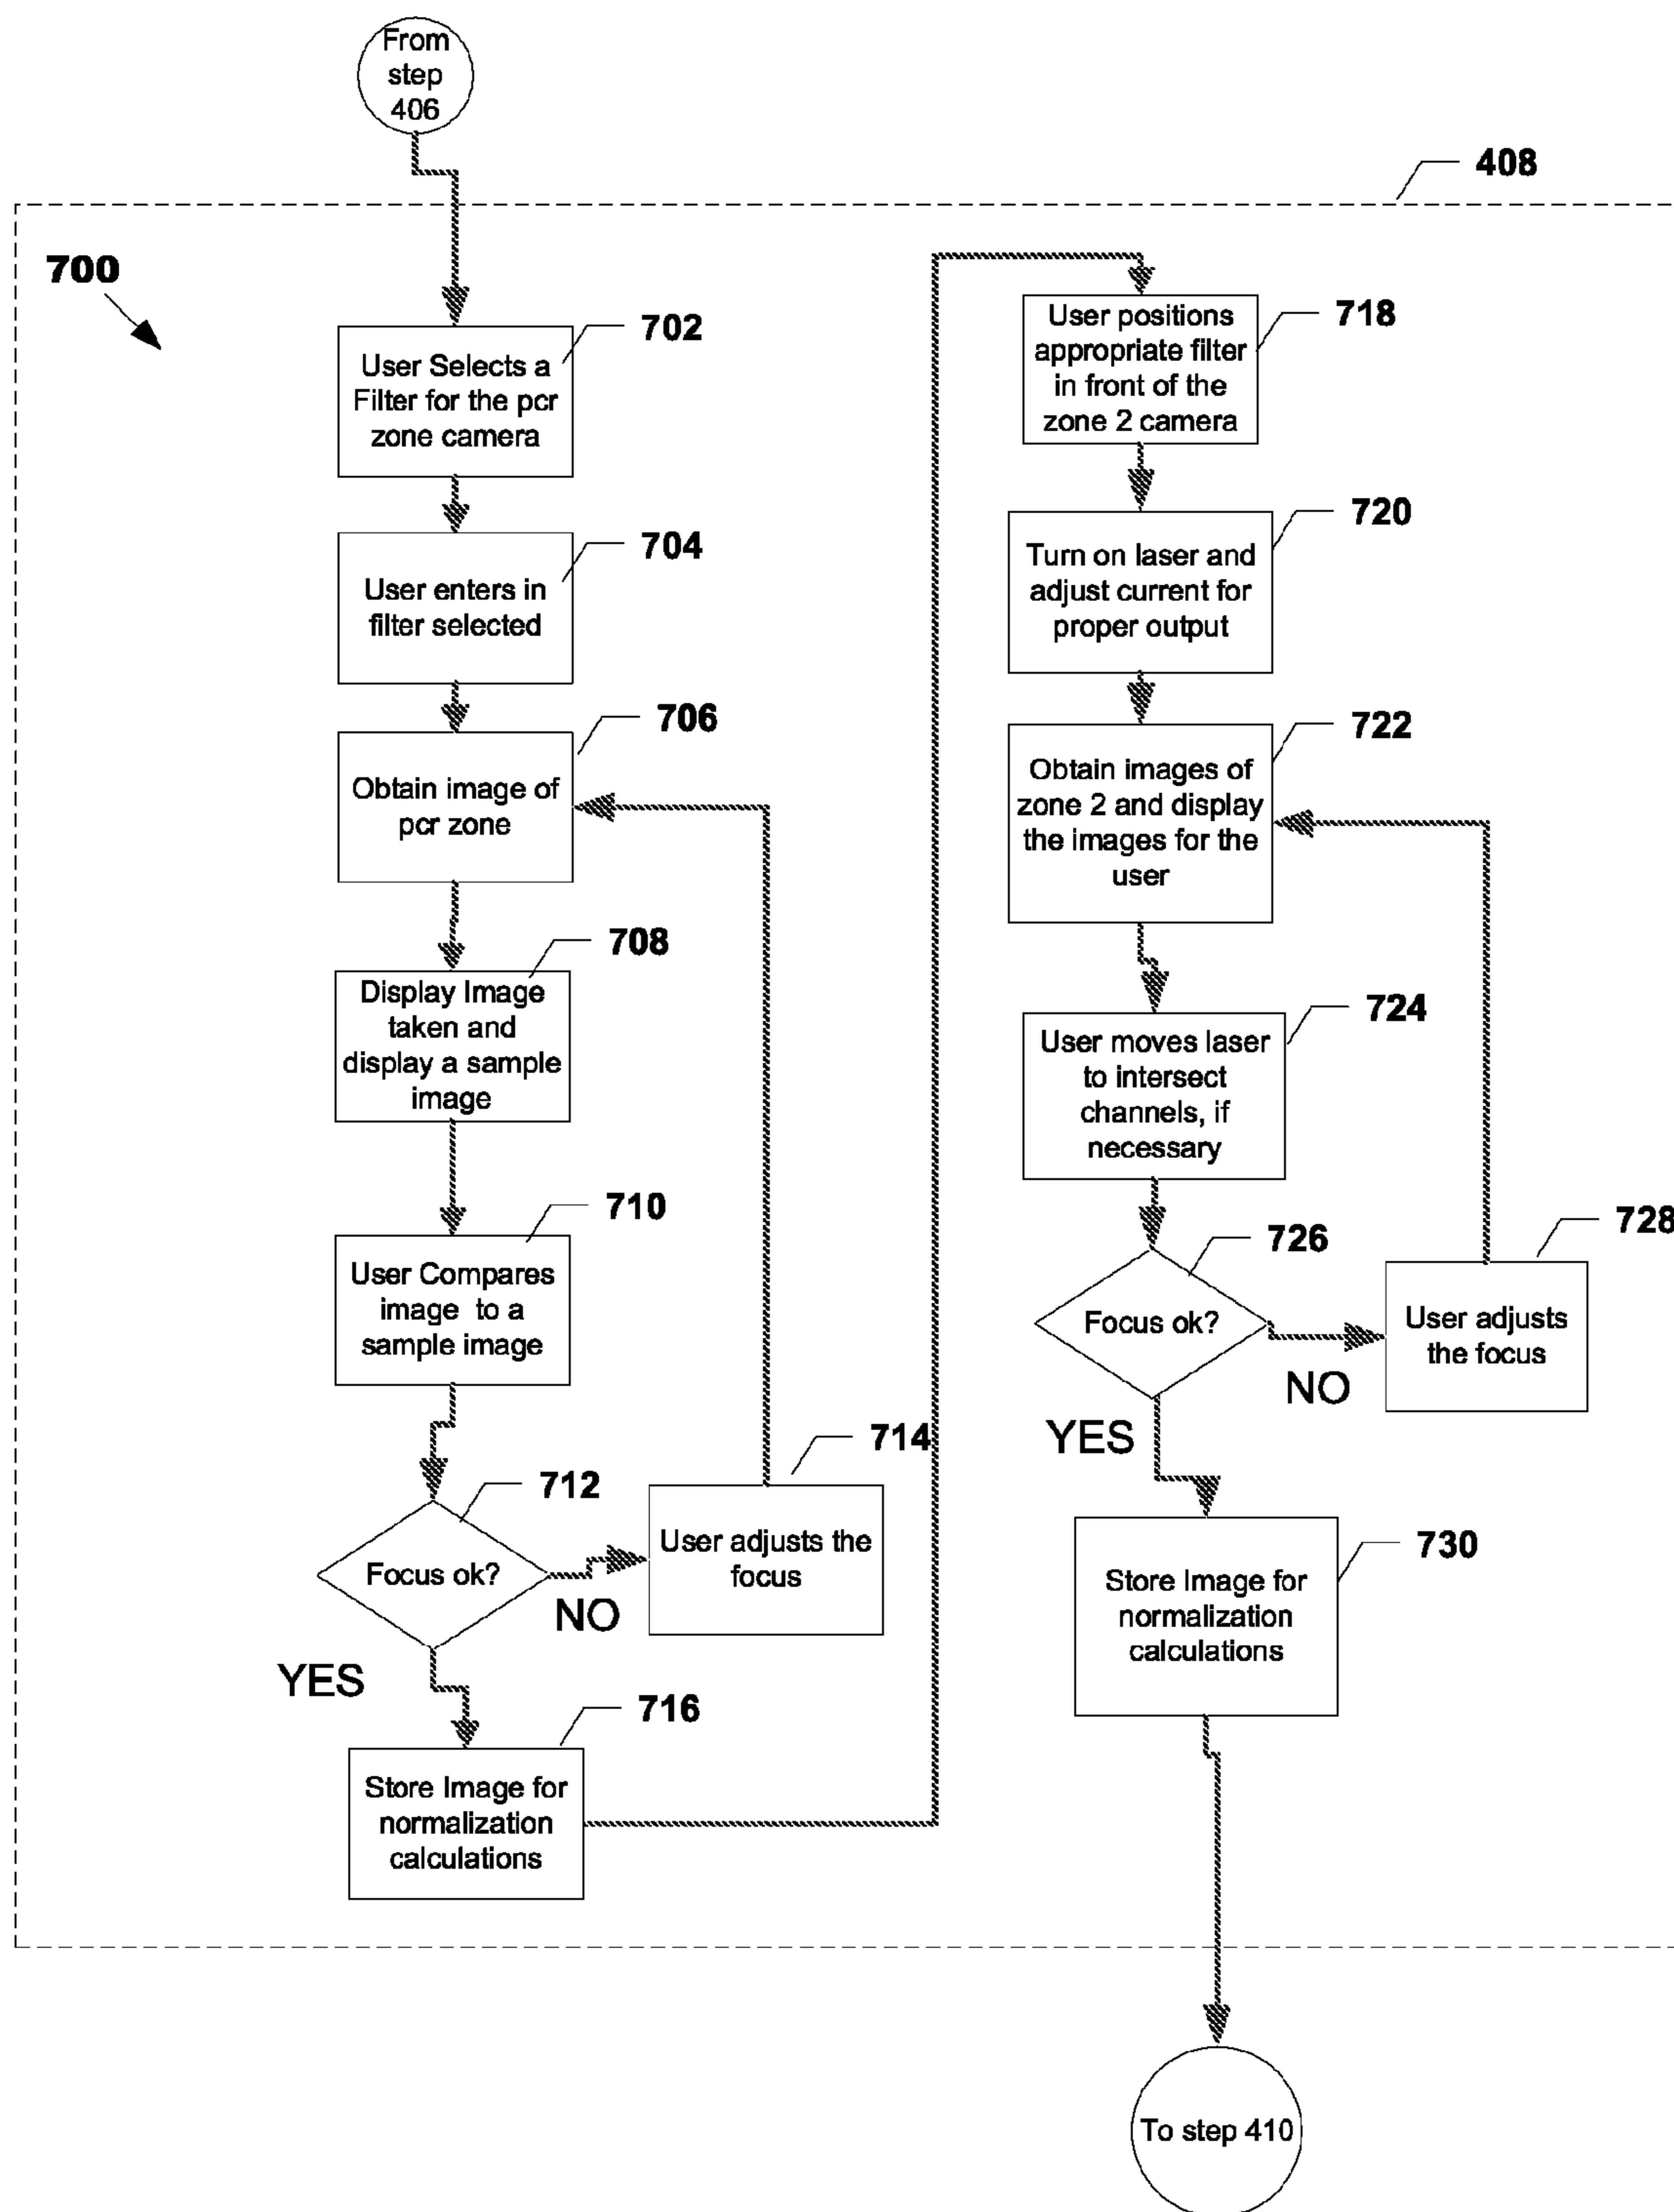 From
step
406
408
700
702
User Selects a
Filter for the pcr
zone camera
704
User enters in
filter selected
706
Obtain image of
pcr zone
708
Display Image
taken and
display a sample
image
710
User Compares
image to a
sample image
712
Focus ok?
NO
714
User adjusts the
focus
YES
716
Store Image for
normalization
calculations
718
User positions
appropriate filter
in front of the
zone 2 camera
720
Turn on laser and
adjust current for
proper output
722
Obtain images of
zone 2 and display
the images for the
user
724
User moves laser
to intersect
channels, if
necessary
726
Focus ok?
NO
728
User adjusts
the focus
YES
730
Store Image for
normalization
calculations
To step 410